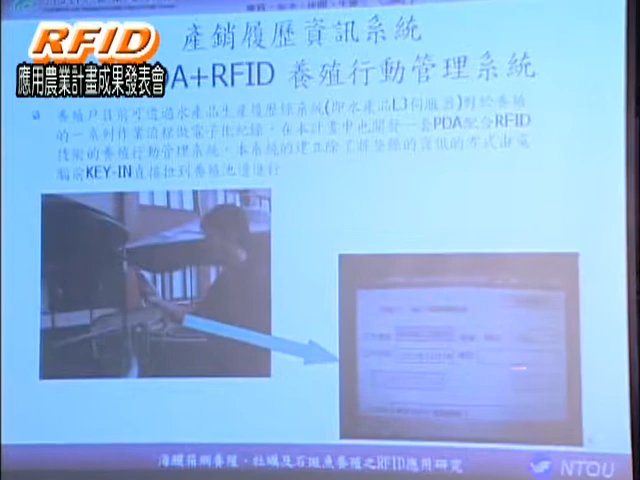 RFID
應用農業計畫成果發表會
產銷履歷資訊系統
DA+RFID 養殖行動管理系統
養殖戶目前可透過水產品生產履歷錄系統(即水產品L3伺服器)對於養殖
的一系列作業流程做電子化紀錄，在本計畫中也開發一套PDA配合RFID
技術的養殖行動管理系統，本系統的建立除了將登錄的資訊的方式由電
腦前KEY-IN直接拉到養殖池邊進行
海鱺箱網養殖、牡蠣及石斑魚養殖之RFID應用研究
NTOU